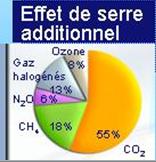 Effet de serre
additionnel
Ozone
8%
Gaz
halogénés
13%
N₂O 6%
CH₄ 18%
55%
CO₂